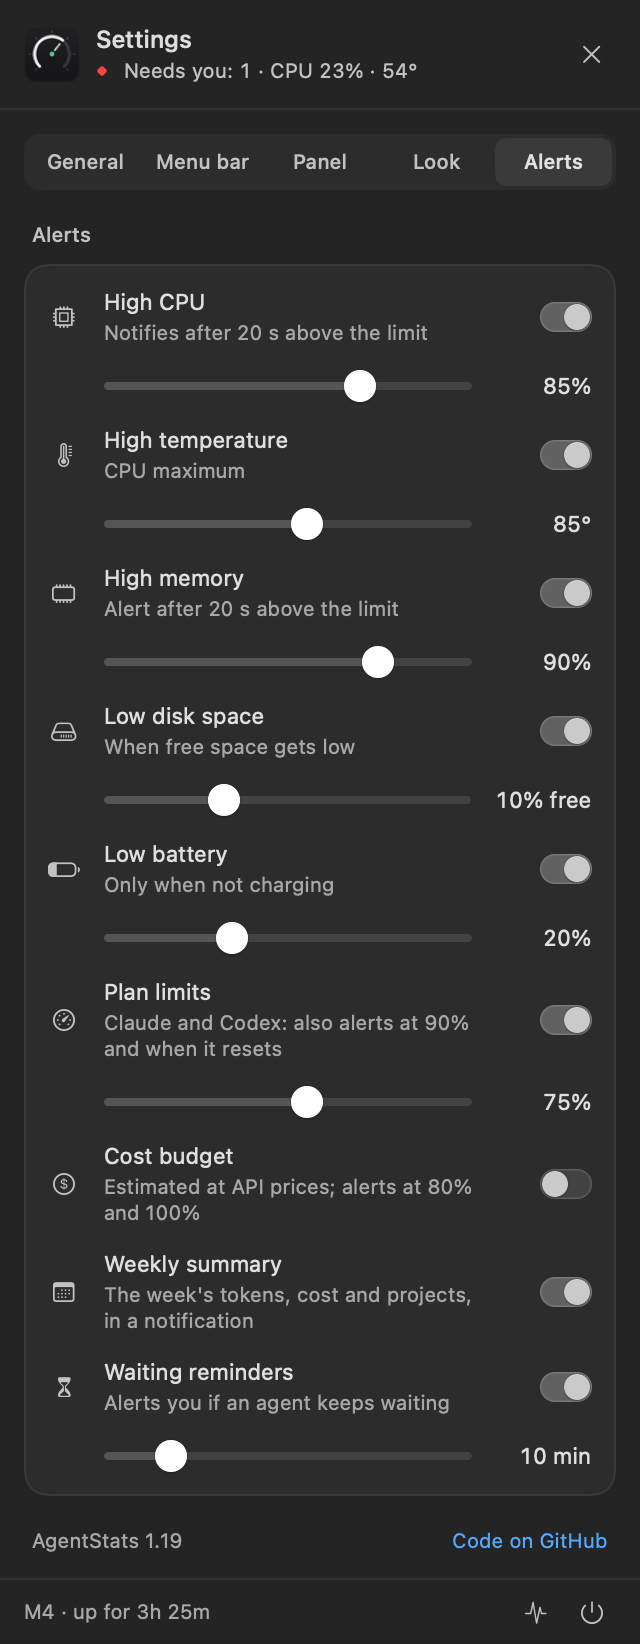 Settings
Needs you: 1 · CPU 23% · 54°
General
Menu bar
Panel
Look
Alerts
Alerts
High CPU
Notifies after 20 s above the limit
85%
High temperature
CPU maximum
85°
High memory
Alert after 20 s above the limit
90%
Low disk space
When free space gets low
10% free
Low battery
Only when not charging
20%
Plan limits
Claude and Codex: also alerts at 90%
and when it resets
75%
Cost budget
Estimated at API prices; alerts at 80%
and 100%
Weekly summary
The week's tokens, cost and projects,
in a notification
Waiting reminders
Alerts you if an agent keeps waiting
10 min
AgentStats 1.19
Code on GitHub
M4 · up for 3h 25m